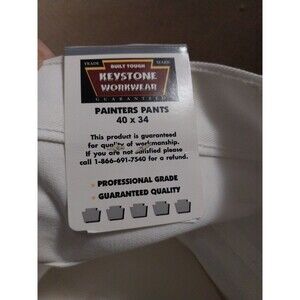 TRADE MARK
BUILT TOUGH
KEYSTONE
WORKWEAR
GUARANTEED
PAINTERS PANTS
40 x 34
This product is guaranteed
for quality of workmanship.
If you are not satisfied please
call 1-866-691-7540 for a refund.
PROFESSIONAL GRADE
GUARANTEED QUALITY